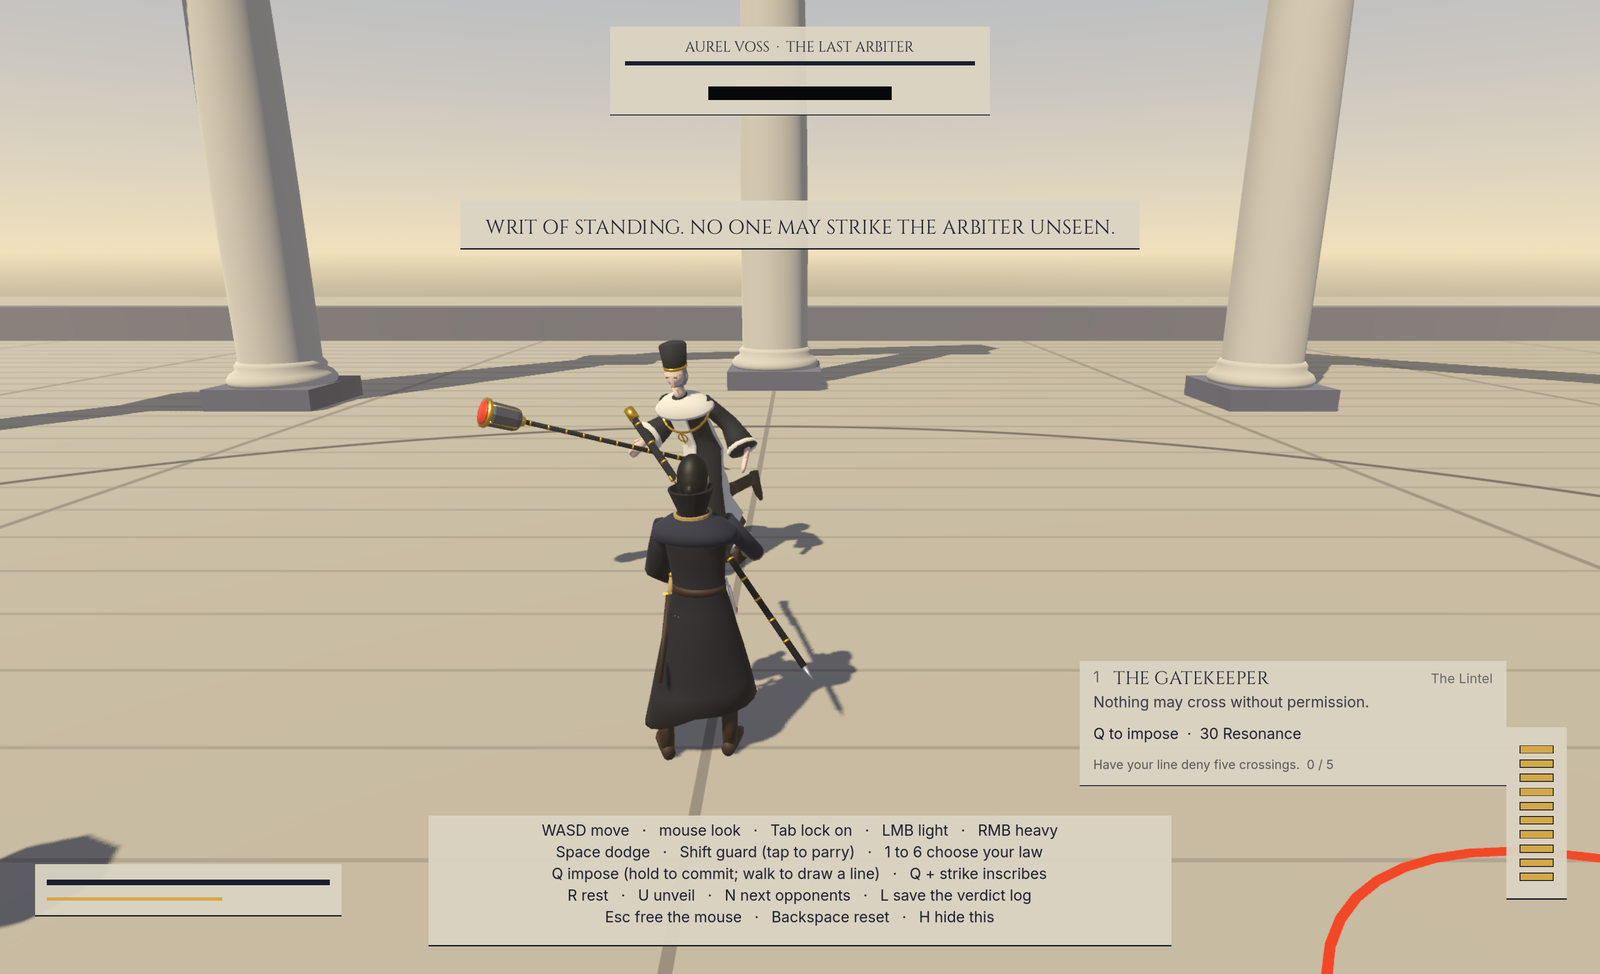 AUREL VOSS · THE LAST ARBITER
WRIT OF STANDING. NO ONE MAY STRIKE THE ARBITER UNSEEN.
1 THE GATEKEEPER The Lintel
Nothing may cross without permission.
Q to impose · 30 Resonance
Have your line deny five crossings. 0 / 5
WASD move · mouse look · Tab lock on · LMB light · RMB heavy
Space dodge · Shift guard (tap to parry) · 1 to 6 choose your law
Q impose (hold to commit; walk to draw a line) · Q + strike inscribes
R rest · U unveil · N next opponents · L save the verdict log
Esc free the mouse · Backspace reset · H hide this